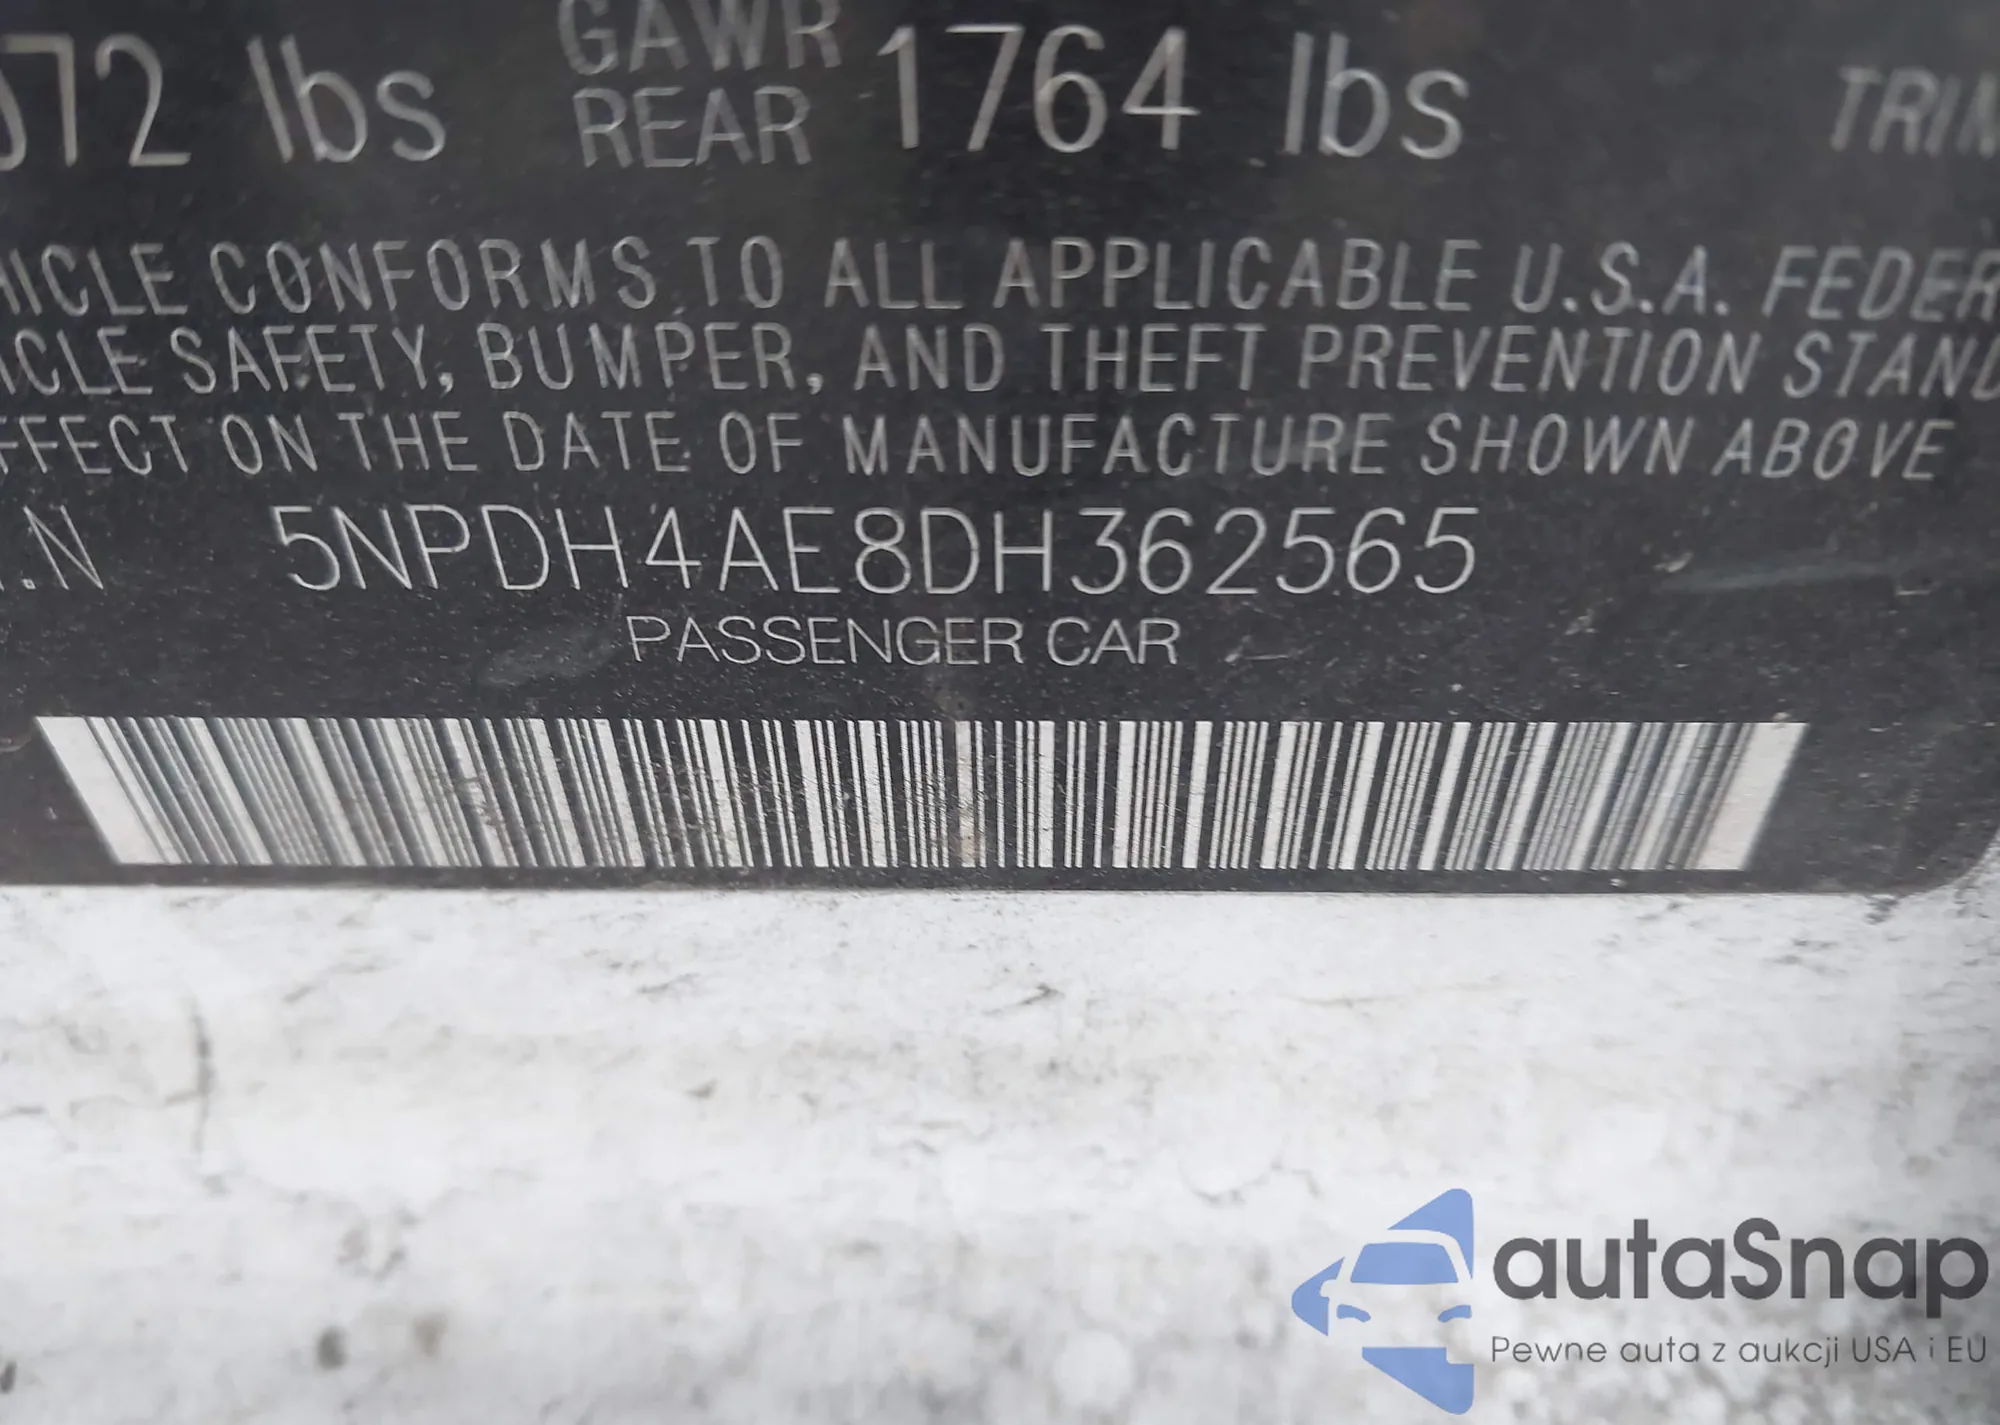 072 lbs GAWR REAR 1764 lbs TRIM
HICLE CONFORMS TO ALL APPLICABLE U.S.A. FEDER
ICLE SAFETY, BUMPER, AND THEFT PREVENTION STAND
FFECT ON THE DATE OF MANUFACTURE SHOWN ABOVE
I.N 5NPDH4AE8DH362565
PASSENGER CAR
autaSnap
Pewne auta z aukcji USA i EU